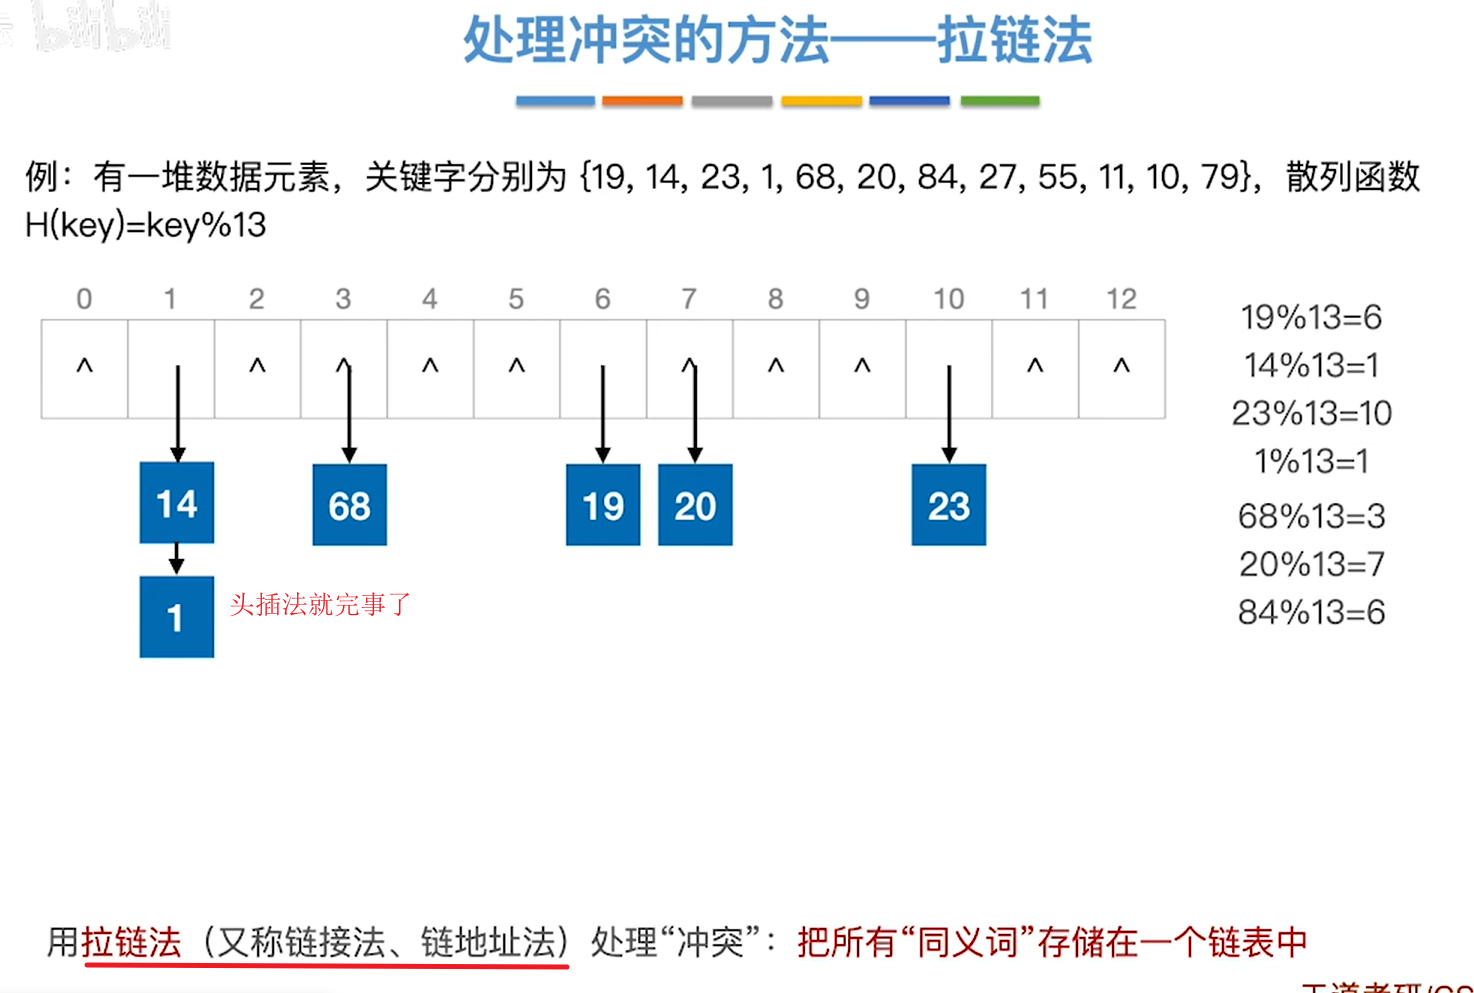 bilibili
处理冲突的方法——拉链法
例：有一堆数据元素，关键字分别为 {19, 14, 23, 1, 68, 20, 84, 27, 55, 11, 10, 79}，散列函数
H(key)=key%13
0 1 2 3 4 5 6 7 8 9 10 11 12
^ ^ ^ ^ ^ ^ ^ ^ ^ ^
19%13=6
14%13=1
23%13=10
1%13=1
68%13=3
20%13=7
84%13=6
14 68 19 20 23
1
头插法就完事了
用拉链法（又称链接法、链地址法）处理“冲突”：把所有“同义词”存储在一个链表中
王道考研/CS